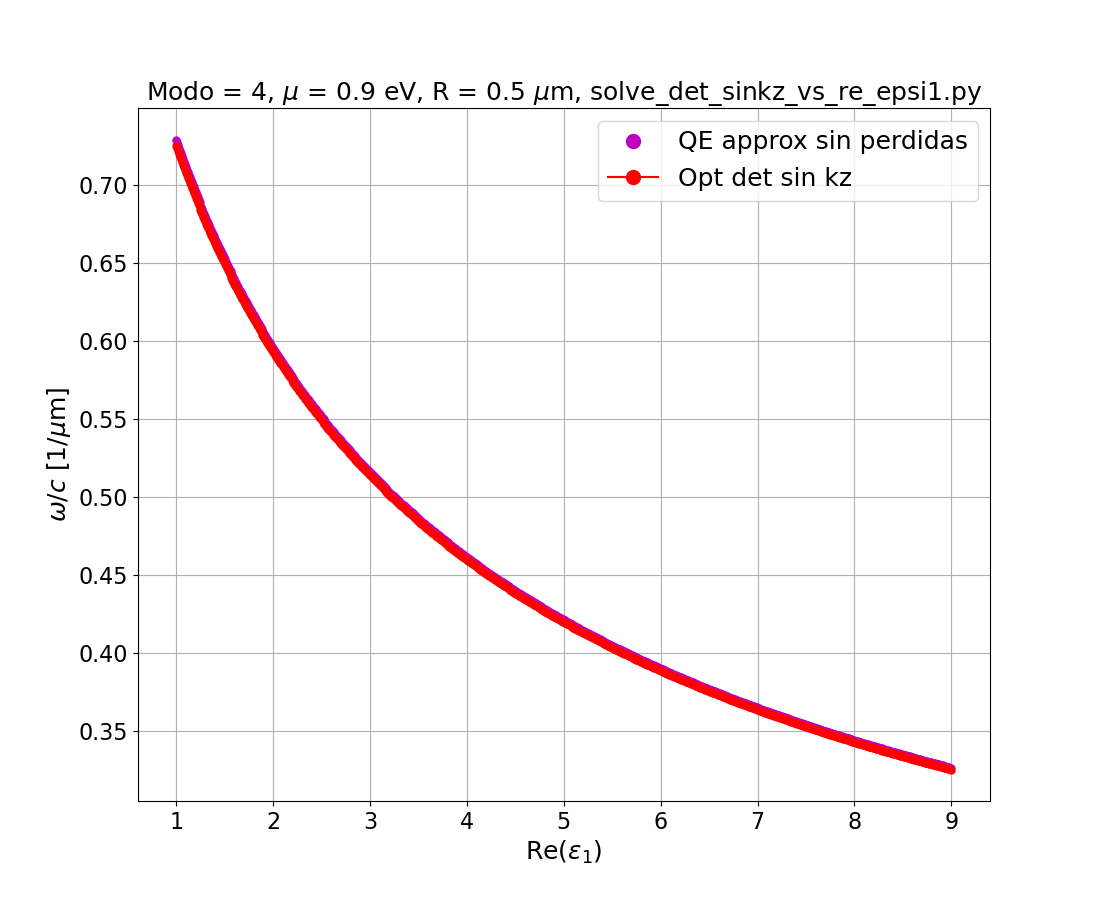 Modo = 4, μ = 0.9 eV, R = 0.5 μm, solve_det_sinkz_vs_re_epsi1.py
QE approx sin perdidas
Opt det sin kz
ω/c [1/μm]
0.70
0.65
0.60
0.55
0.50
0.45
0.40
0.35
1 2 3 4 5 6 7 8 9
Re(ε₁)